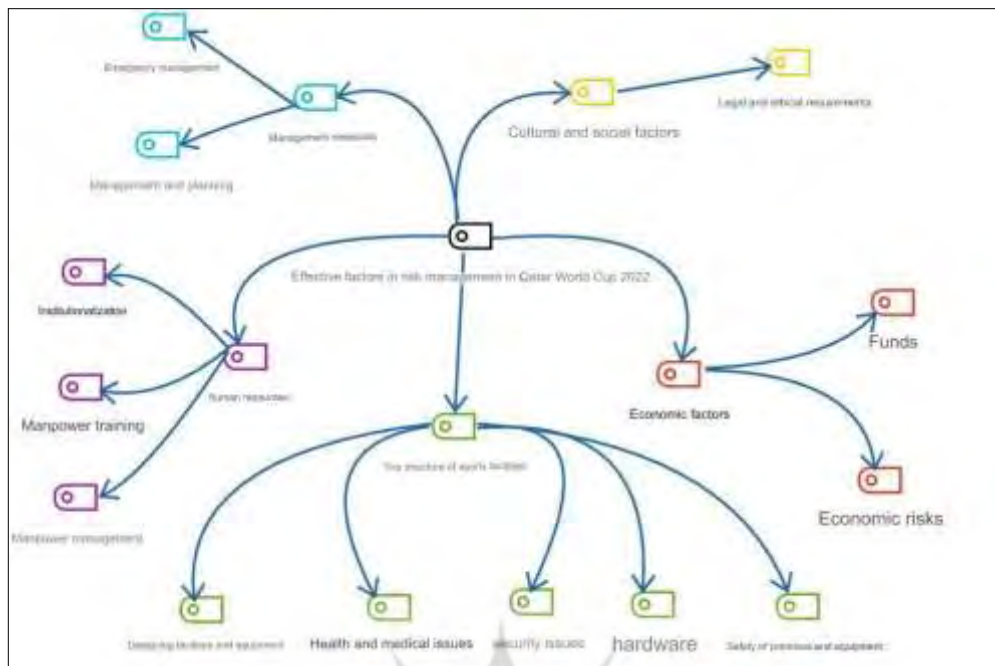 Emergency management
Legal and ethical requirements
Cultural and social factors
Management measures
Management and planning
Effective factors in risk management in Qatar World Cup 2022
Institutionalization
Funds
Human resources
Manpower training
Economic factors
The structure of sports facilities
Economic risks
Manpower management
Designing facilities and equipment
Health and medical issues
security issues
hardware
Safety of premises and equipment